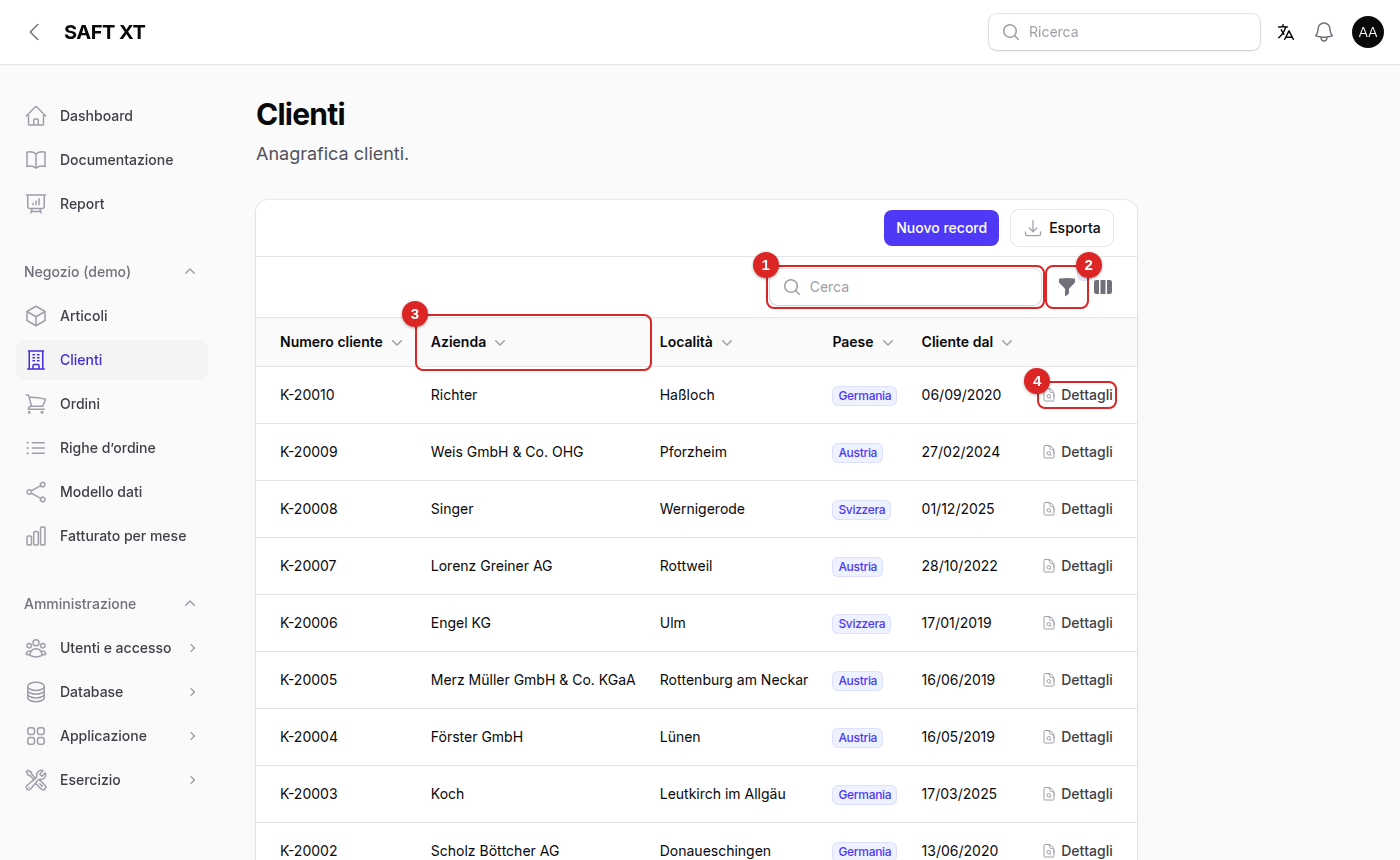 SAFT XT
Ricerca
AA
Dashboard
Documentazione
Report
Negozio (demo)
Articoli
Clienti
Ordini
Righe d’ordine
Modello dati
Fatturato per mese
Amministrazione
Utenti e accesso
Database
Applicazione
Esercizio
Clienti
Anagrafica clienti.
Nuovo record
Esporta
1
Cerca
2
3
Numero cliente Azienda Località Paese Cliente dal
4
K-20010 Richter Haßloch Germania 06/09/2020 Dettagli
K-20009 Weis GmbH & Co. OHG Pforzheim Austria 27/02/2024 Dettagli
K-20008 Singer Wernigerode Svizzera 01/12/2025 Dettagli
K-20007 Lorenz Greiner AG Rottweil Austria 28/10/2022 Dettagli
K-20006 Engel KG Ulm Svizzera 17/01/2019 Dettagli
K-20005 Merz Müller GmbH & Co. KGaA Rottenburg am Neckar Austria 16/06/2019 Dettagli
K-20004 Förster GmbH Lünen Austria 16/05/2019 Dettagli
K-20003 Koch Leutkirch im Allgäu Germania 17/03/2025 Dettagli
K-20002 Scholz Böttcher AG Donaueschingen Germania 13/06/2020 Dettagli